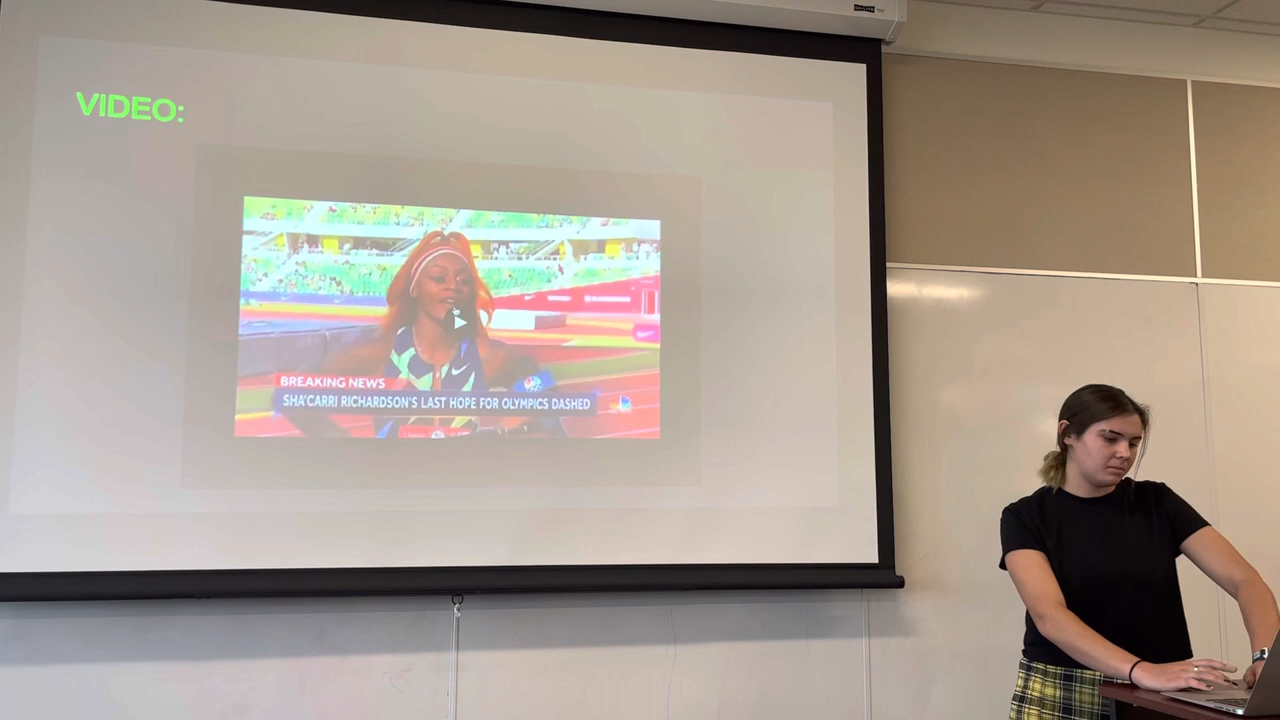 VIDEO:
BREAKING NEWS
SHA'CARRI RICHARDSON'S LAST HOPE FOR OLYMPICS DASHED